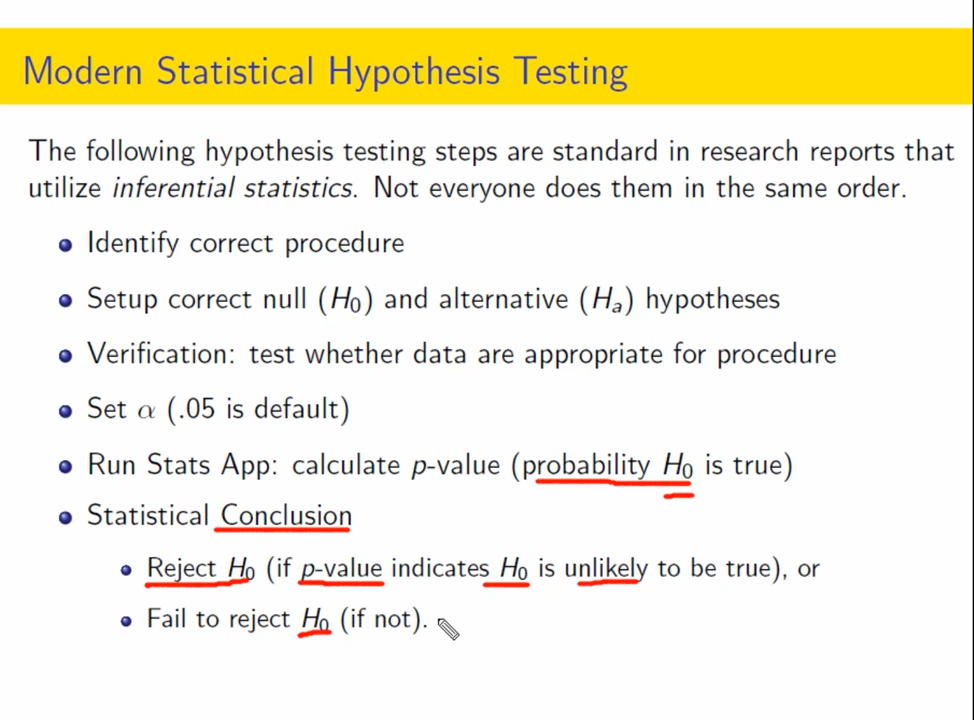 Modern Statistical Hypothesis Testing
The following hypothesis testing steps are standard in research reports that
utilize inferential statistics. Not everyone does them in the same order.
Identify correct procedure
Setup correct null (H₀) and alternative (Hₐ) hypotheses
Verification: test whether data are appropriate for procedure
Set α (.05 is default)
Run Stats App: calculate p-value (probability H₀ is true)
Statistical Conclusion
Reject H₀ (if p-value indicates H₀ is unlikely to be true), or
Fail to reject H₀ (if not).